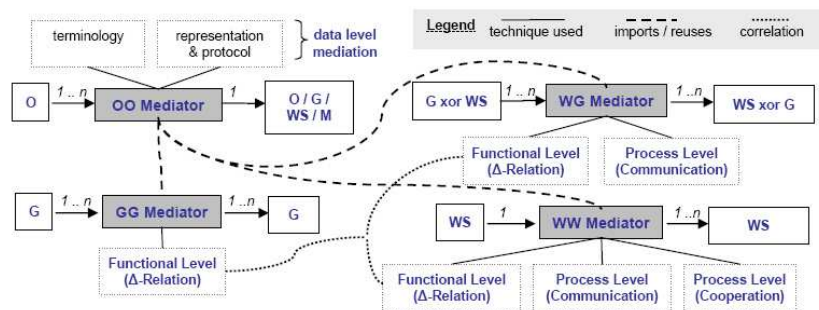 terminology
representation
& protocol
data level
mediation
Legend
technique used
imports / reuses
correlation
O
1 .. n
OO Mediator
1
O / G /
WS / M
G xor WS
1 .. n
WG Mediator
1 .. n
WS xor G
Functional Level
(Δ-Relation)
Process Level
(Communication)
G
1 .. n
GG Mediator
1 .. n
G
Functional Level
(Δ-Relation)
WS
1
WW Mediator
1 .. n
WS
Functional Level
(Δ-Relation)
Process Level
(Communication)
Process Level
(Cooperation)